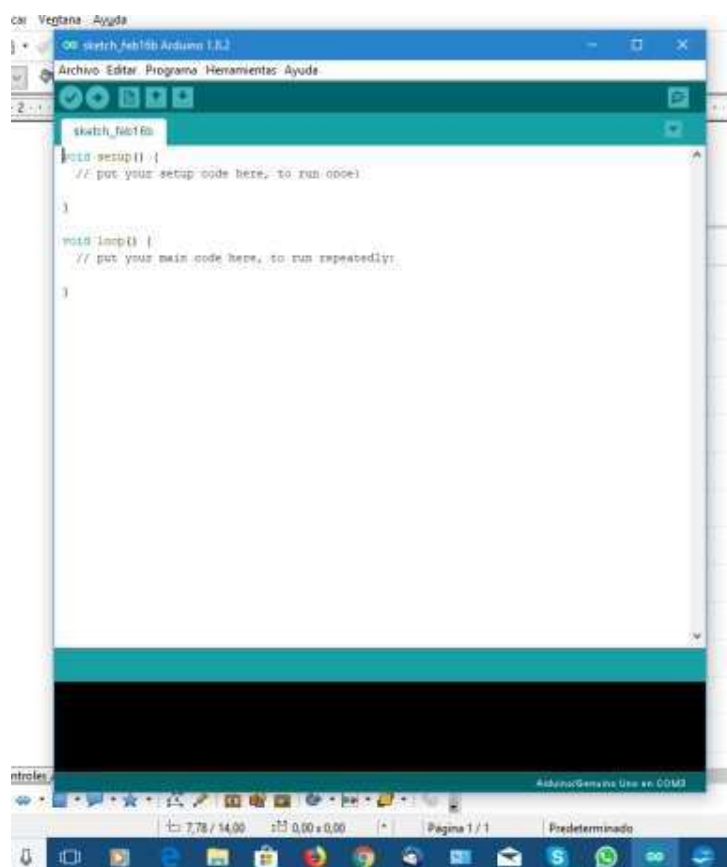 car Ventana Ayuda
sketch_feb16b Arduino 1.8.2
Archivo Editar Programa Herramientas Ayuda
sketch_feb16b
void setup() {
// put your setup code here, to run once:
}
void loop() {
// put your main code here, to run repeatedly:
}
Arduino/Genuino Uno en COM3
ntroles
7,78 / 14,00
0,00 x 0,00
Página 1 / 1
Predeterminado